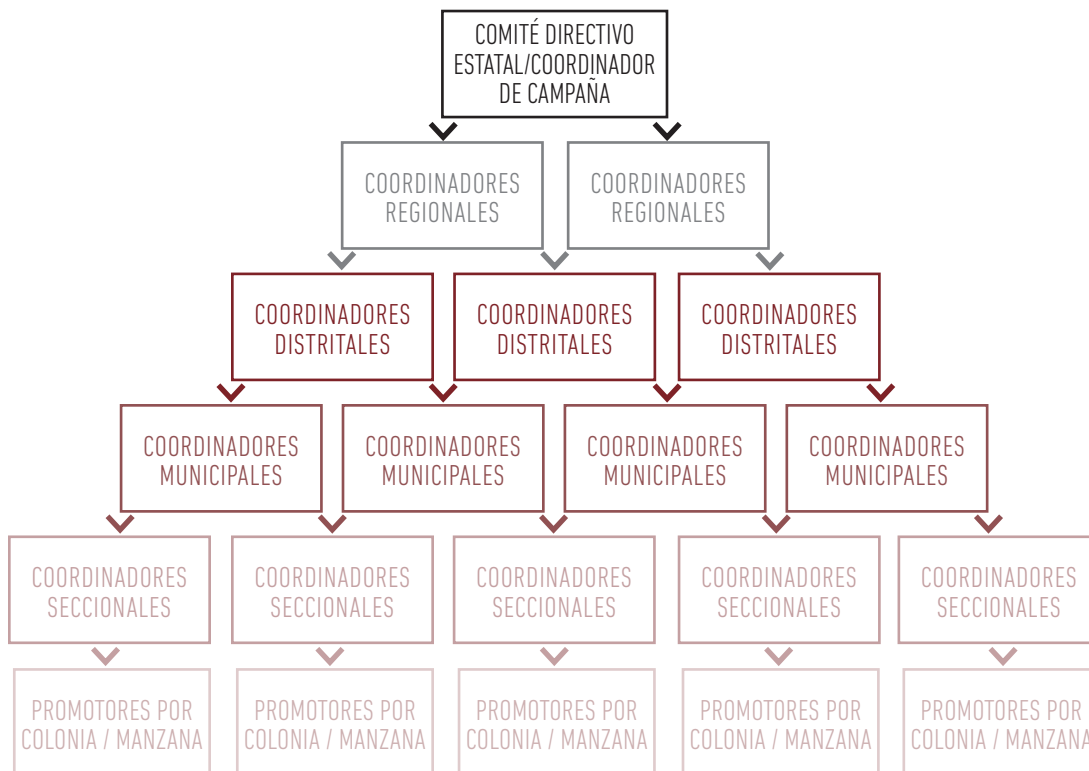 COMITÉ DIRECTIVO
ESTATAL/COORDINADOR
DE CAMPAÑA
COORDINADORES
REGIONALES
COORDINADORES
REGIONALES
COORDINADORES
DISTRITALES
COORDINADORES
DISTRITALES
COORDINADORES
DISTRITALES
COORDINADORES
MUNICIPALES
COORDINADORES
MUNICIPALES
COORDINADORES
MUNICIPALES
COORDINADORES
MUNICIPALES
COORDINADORES
SECCIONALES
COORDINADORES
SECCIONALES
COORDINADORES
SECCIONALES
COORDINADORES
SECCIONALES
COORDINADORES
SECCIONALES
PROMOTORES POR
COLONIA / MANZANA
PROMOTORES POR
COLONIA / MANZANA
PROMOTORES POR
COLONIA / MANZANA
PROMOTORES POR
COLONIA / MANZANA
PROMOTORES POR
COLONIA / MANZANA